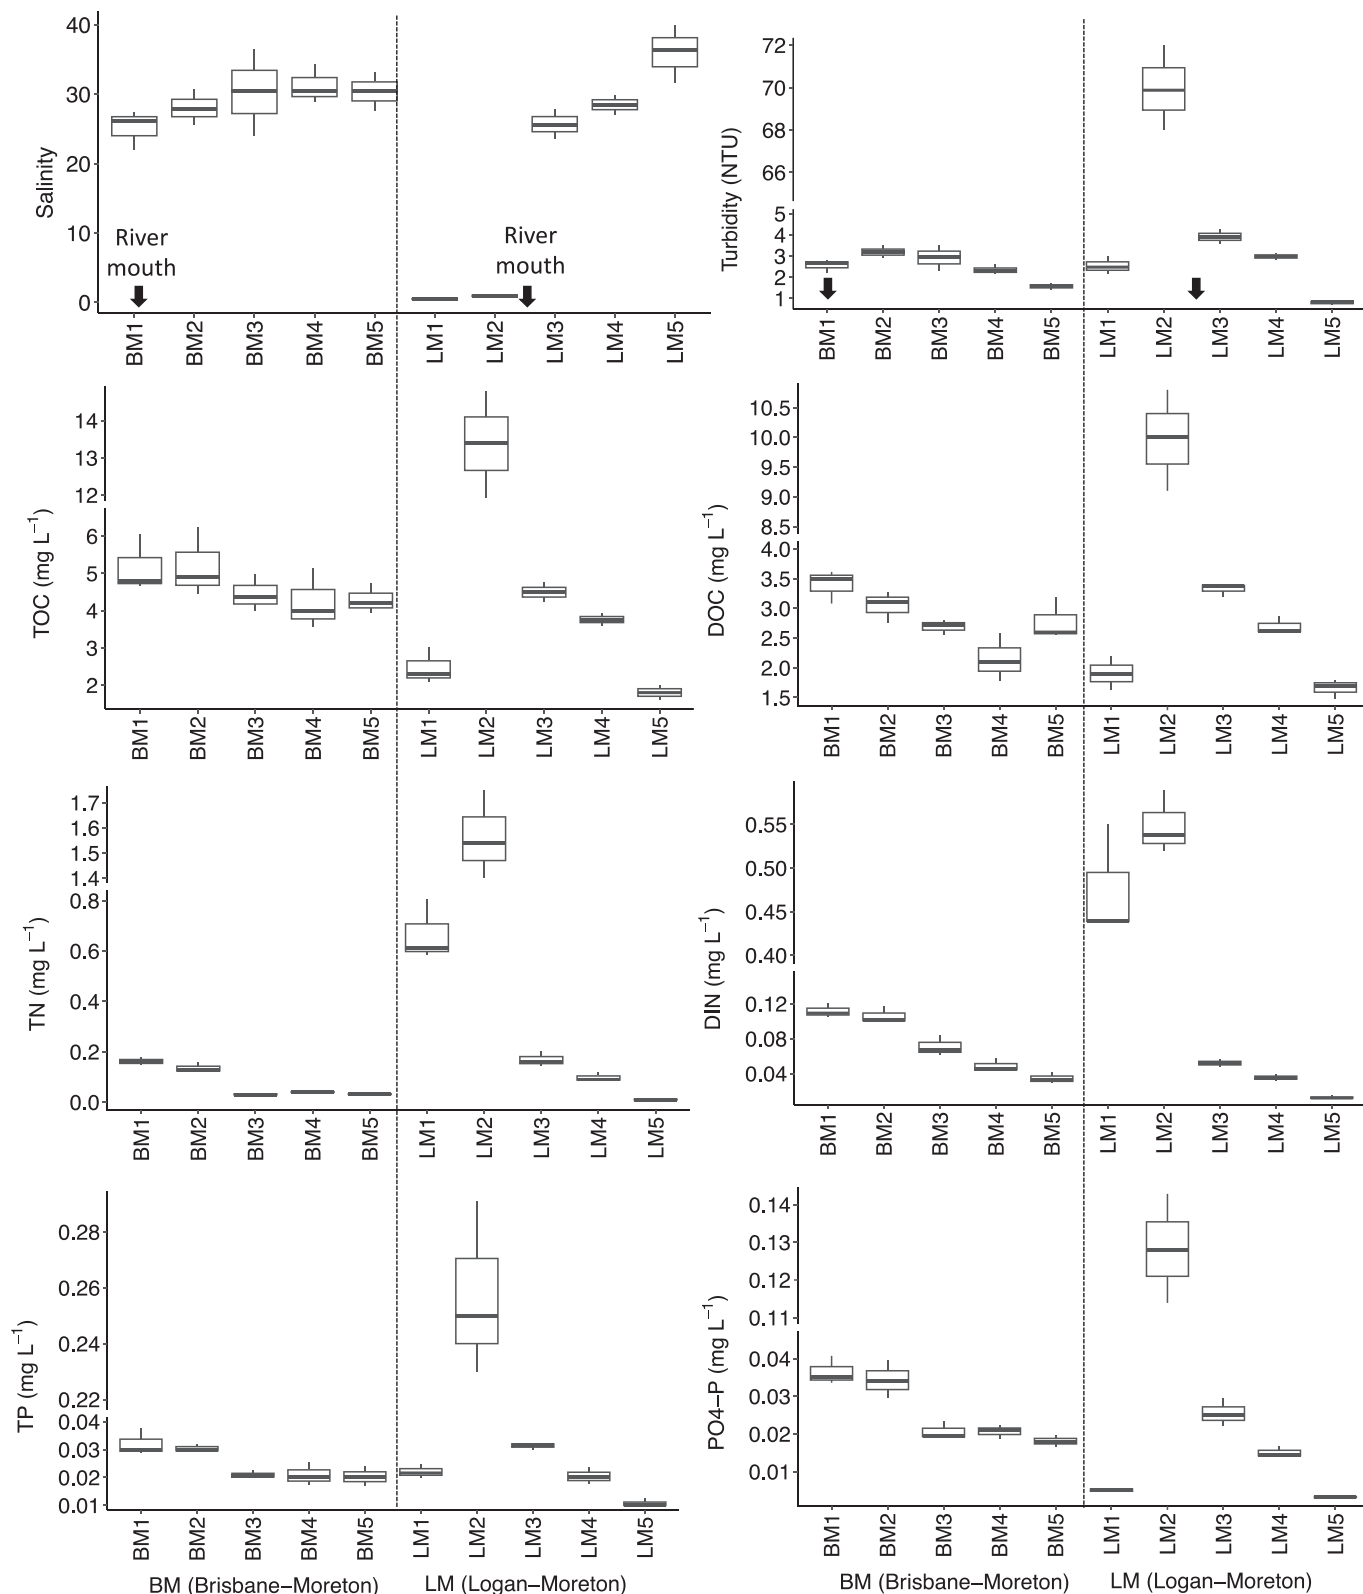 Salinity
40
30
20
10
0
River
mouth
River
mouth
BM1
BM2
BM3
BM4
BM5
LM1
LM2
LM3
LM4
LM5
Turbidity (NTU)
72
70
68
66
5
4
3
2
1
BM1
BM2
BM3
BM4
BM5
LM1
LM2
LM3
LM4
LM5
TOC (mg L−1)
14
13
12
6
5
4
3
2
BM1
BM2
BM3
BM4
BM5
LM1
LM2
LM3
LM4
LM5
DOC (mg L−1)
10.5
10.0
9.5
9.0
8.5
4.0
3.5
3.0
2.5
2.0
1.5
BM1
BM2
BM3
BM4
BM5
LM1
LM2
LM3
LM4
LM5
TN (mg L−1)
1.7
1.6
1.5
1.4
0.8
0.6
0.4
0.2
0.0
BM1
BM2
BM3
BM4
BM5
LM1
LM2
LM3
LM4
LM5
DIN (mg L−1)
0.55
0.50
0.45
0.40
0.12
0.08
0.04
BM1
BM2
BM3
BM4
BM5
LM1
LM2
LM3
LM4
LM5
TP (mg L−1)
0.28
0.26
0.24
0.22
0.04
0.03
0.02
0.01
BM1
BM2
BM3
BM4
BM5
LM1
LM2
LM3
LM4
LM5
BM (Brisbane−Moreton)
LM (Logan−Moreton)
PO4−P (mg L−1)
0.14
0.13
0.12
0.11
0.04
0.03
0.02
0.01
BM1
BM2
BM3
BM4
BM5
LM1
LM2
LM3
LM4
LM5
BM (Brisbane−Moreton)
LM (Logan−Moreton)